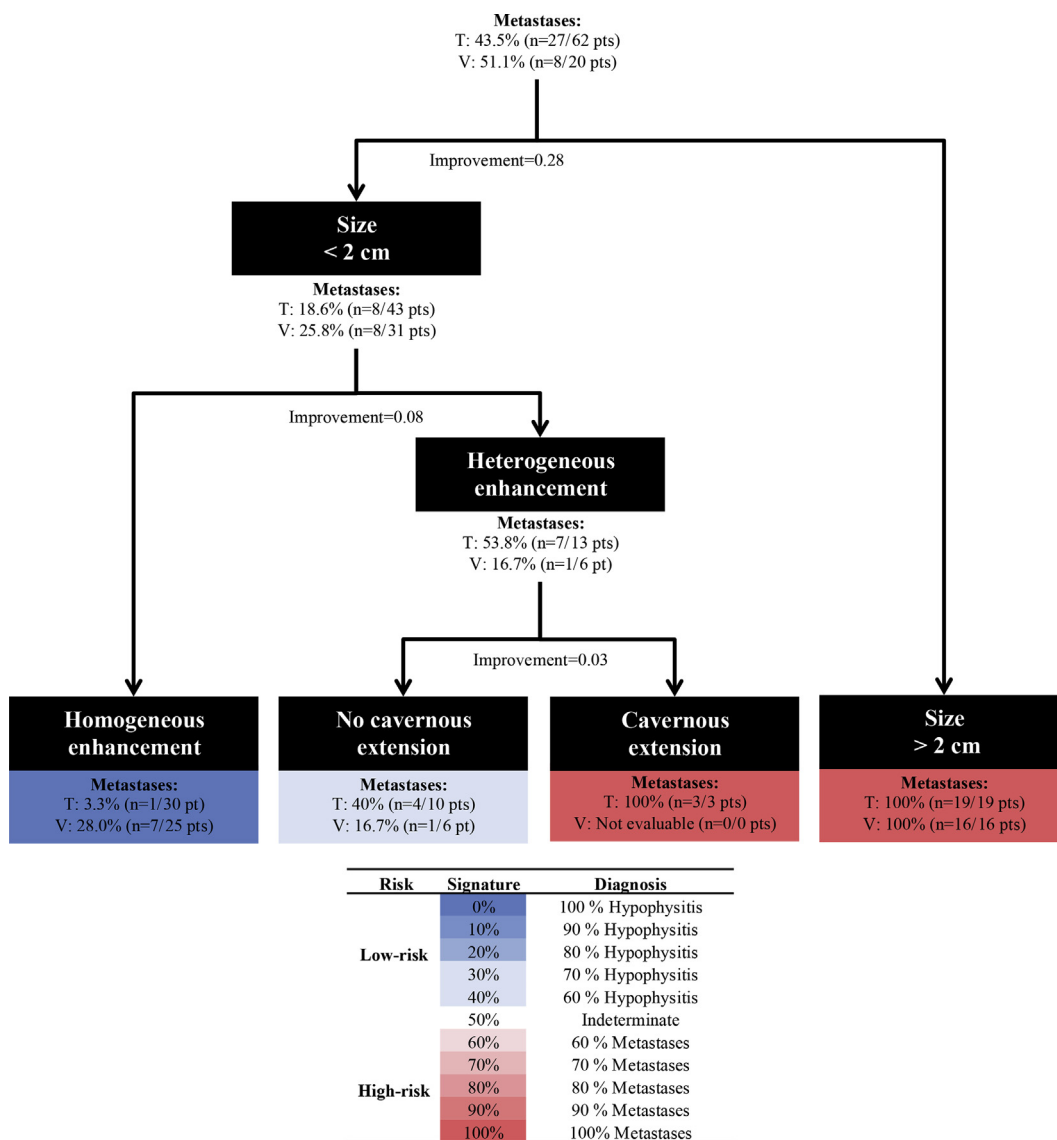 Metastases:
T: 43.5% (n=27/62 pts)
V: 51.1% (n=8/20 pts)
Improvement=0.28
Size
< 2 cm
Metastases:
T: 18.6% (n=8/43 pts)
V: 25.8% (n=8/31 pts)
Improvement=0.08
Heterogeneous
enhancement
Metastases:
T: 53.8% (n=7/13 pts)
V: 16.7% (n=1/6 pt)
Improvement=0.03
Homogeneous
enhancement
Metastases:
T: 3.3% (n=1/30 pt)
V: 28.0% (n=7/25 pts)
No cavernous
extension
Metastases:
T: 40% (n=4/10 pts)
V: 16.7% (n=1/6 pt)
Cavernous
extension
Metastases:
T: 100% (n=3/3 pts)
V: Not evaluable (n=0/0 pts)
Size
> 2 cm
Metastases:
T: 100% (n=19/19 pts)
V: 100% (n=16/16 pts)
Risk Signature Diagnosis
0% 100 % Hypophysitis
10% 90 % Hypophysitis
Low-risk 20% 80 % Hypophysitis
30% 70 % Hypophysitis
40% 60 % Hypophysitis
50% Indeterminate
60% 60 % Metastases
70% 70 % Metastases
High-risk 80% 80 % Metastases
90% 90 % Metastases
100% 100% Metastases